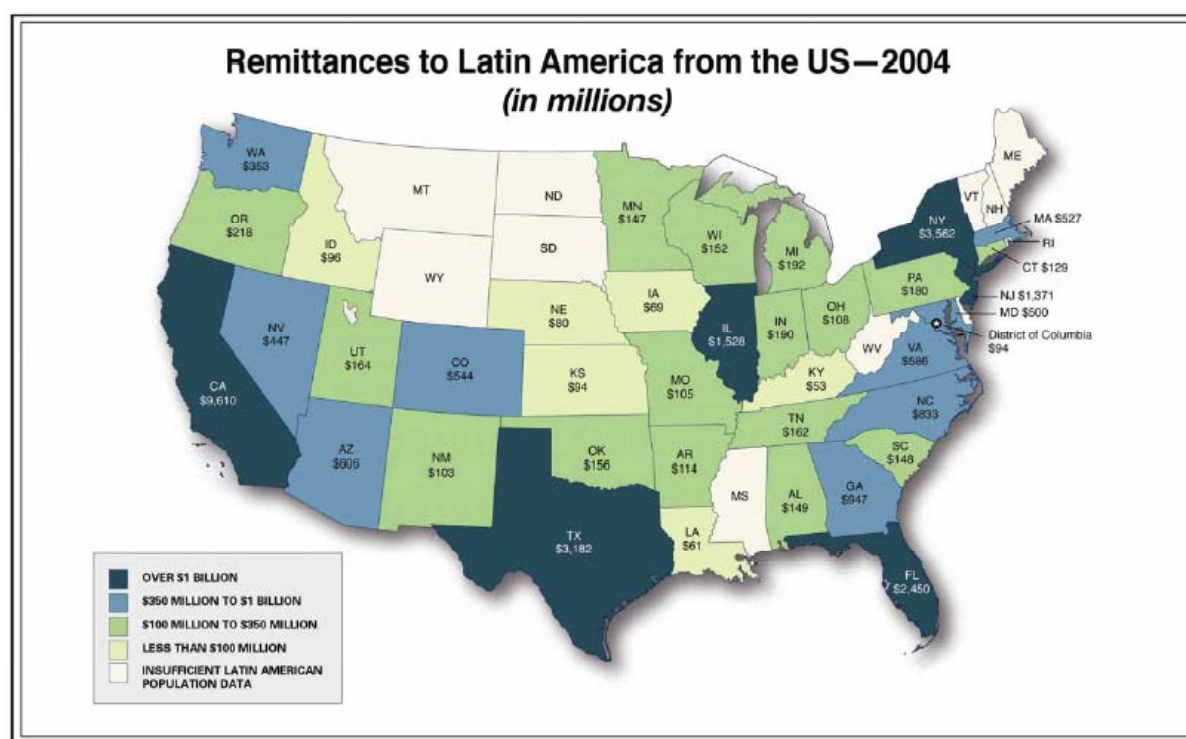 Remittances to Latin America from the US—2004
(in millions)
WA
$353
OR
$218
ID
$96
MT
WY
ND
SD
NE
$80
KS
$94
MN
$147
IA
$69
MO
$105
WI
$152
IL
$1,528
MI
$192
IN
$190
OH
$108
KY
$53
TN
$162
WV
PA
$180
NY
$3,562
VT
NH
ME
MA $527
RI
CT $129
NJ $1,371
MD $500
District of Columbia
$94
VA
$586
NC
$833
SC
$148
GA
$947
FL
$2,450
AL
$149
MS
LA
$61
AR
$114
OK
$156
TX
$3,182
NM
$103
CO
$544
UT
$164
AZ
$606
NV
$447
CA
$9,610
OVER $1 BILLION
$350 MILLION TO $1 BILLION
$100 MILLION TO $350 MILLION
LESS THAN $100 MILLION
INSUFFICIENT LATIN AMERICAN
POPULATION DATA